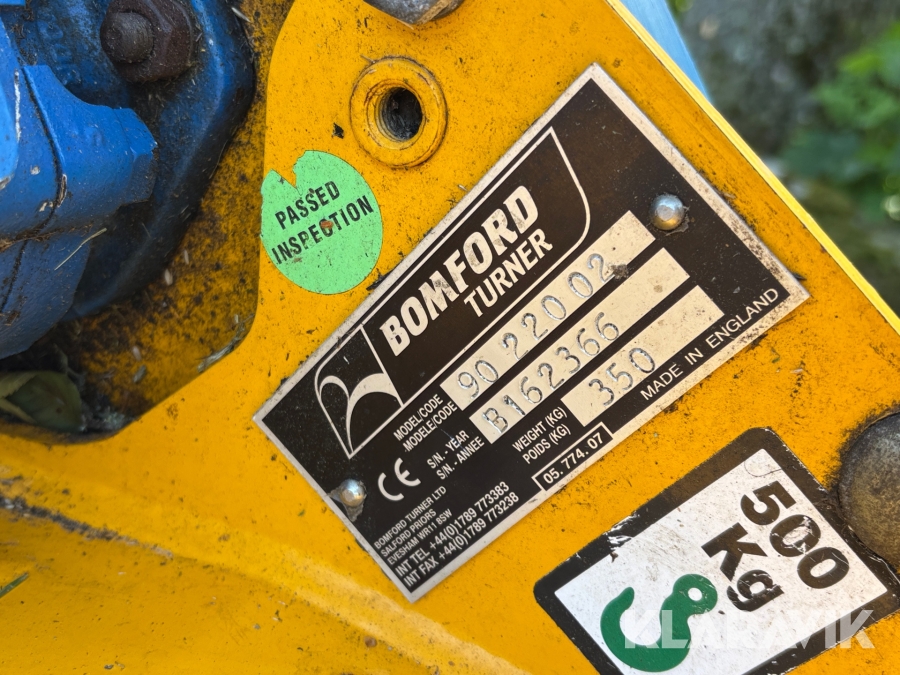 PASSED
INSPECTION
BOMFORD
TURNER
MODEL/CODE
MODELE/CODE
90 220 02
S/N. - YEAR
S/N. - ANNEE
B162366
WEIGHT (KG)
POIDS (KG)
350
CE
05. 774. 07
MADE IN ENGLAND
BOMFORD TURNER LTD
SALFORD PRIORS
EVESHAM WR11 8SW
INT TEL +44(0)1789 773383
INT FAX +44(0)1789 773238
500
Kg
KLARAVIK